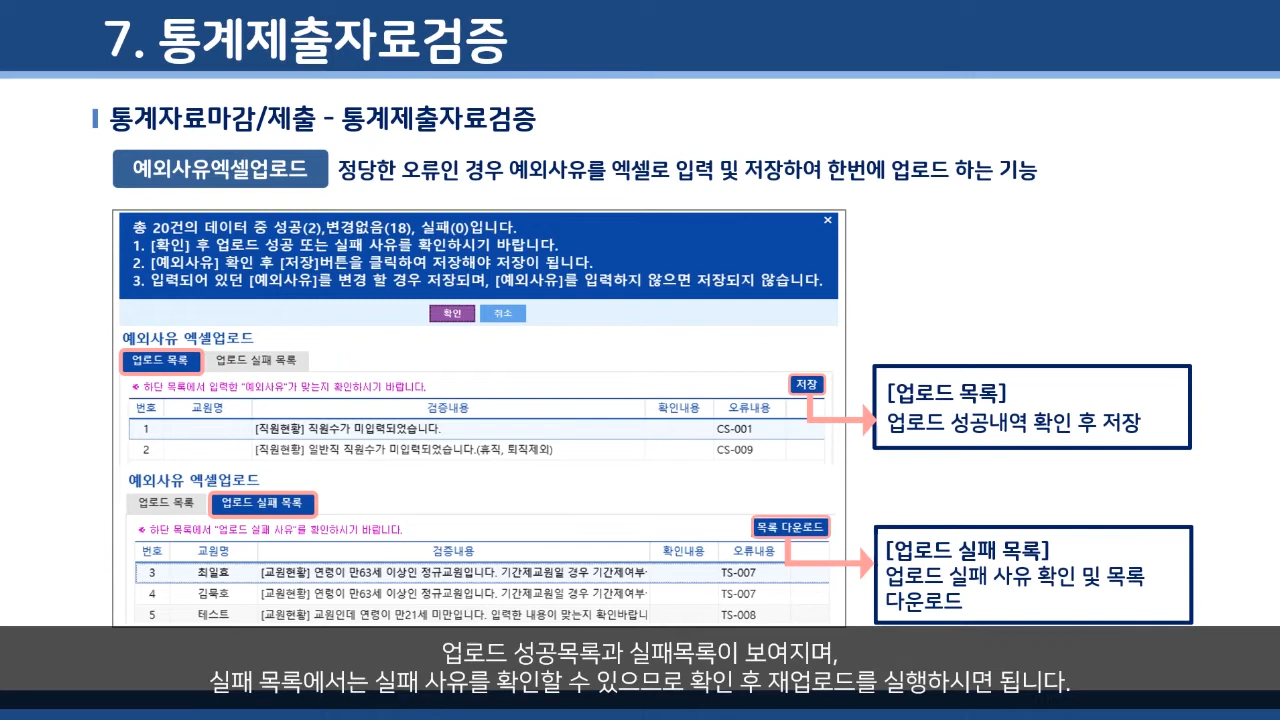 7. 통계제출자료검증
통계자료마감/제출 - 통계제출자료검증
예외사유엑셀업로드 정당한 오류인 경우 예외사유를 엑셀로 입력 및 저장하여 한번에 업로드 하는 기능
총 20건의 데이터 중 성공(2),변경없음(18), 실패(0)입니다.
1. [확인] 후 업로드 성공 또는 실패 사유를 확인하시기 바랍니다.
2. [예외사유] 확인 후 [저장]버튼을 클릭하여 저장해야 저장이 됩니다.
3. 입력되어 있던 [예외사유]를 변경 할 경우 저장되며, [예외사유]를 입력하지 않으면 저장되지 않습니다.
확인 취소
예외사유 엑셀업로드
업로드 목록 업로드 실패 목록
※ 하단 목록에서 입력한 "예외사유"가 맞는지 확인하시기 바랍니다. 저장
번호 교원명 검증내용 확인내용 오류내용
1 [직원현황] 직원수가 미입력되었습니다. CS-001
2 [직원현황] 일반직 직원수가 미입력되었습니다.(휴직, 퇴직제외) CS-009
[업로드 목록]
업로드 성공내역 확인 후 저장
예외사유 엑셀업로드
업로드 목록 업로드 실패 목록
※ 하단 목록에서 "업로드 실패 사유"를 확인하시기 바랍니다. 목록 다운로드
번호 교원명 검증내용 확인내용 오류내용
3 최일효 [교원현황] 연령이 만63세 이상인 정규교원입니다. 기간제교원일 경우 기간제여부· TS-007
4 김묵호 [교원현황] 연령이 만63세 이상인 정규교원입니다. 기간제교원일 경우 기간제여부· TS-007
5 테스트 [교원현황] 교원인데 연령이 만21세 미만입니다. 입력한 내용이 맞는지 확인바랍니 TS-008
[업로드 실패 목록]
업로드 실패 사유 확인 및 목록
다운로드
업로드 성공목록과 실패목록이 보여지며,
실패 목록에서는 실패 사유를 확인할 수 있으므로 확인 후 재업로드를 실행하시면 됩니다.